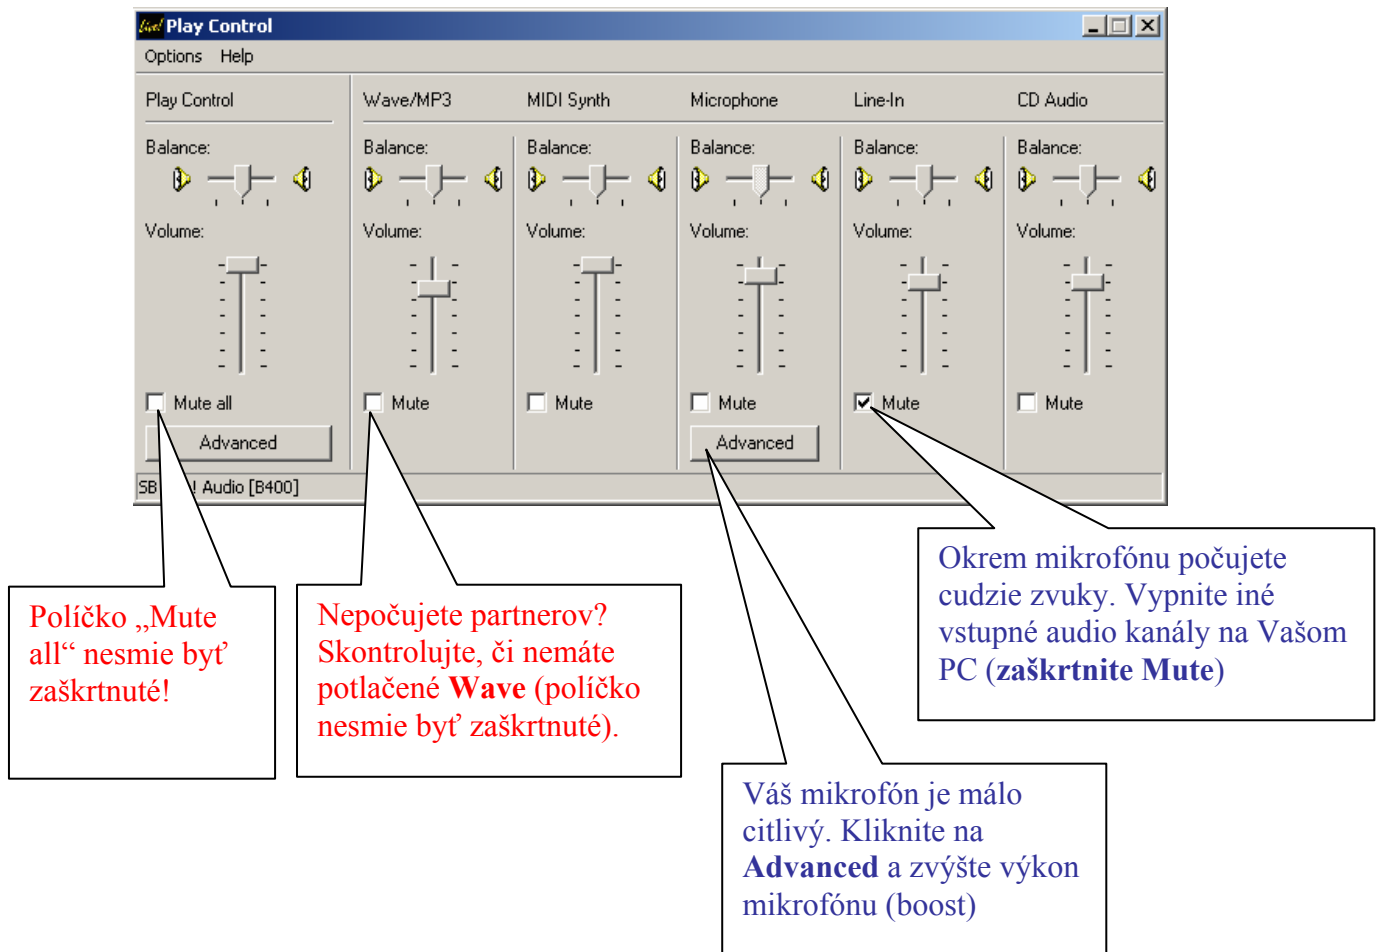 Live! Play Control
Options Help
Play Control Wave/MP3 MIDI Synth Microphone Line-In CD Audio
Balance: Balance: Balance: Balance: Balance: Balance:
Volume: Volume: Volume: Volume: Volume: Volume:
Mute all Mute Mute Mute Mute Mute
Advanced Advanced
SB ! Audio [B400]
Políčko „Mute
all“ nesmie byť
zaškrtnuté!
Nepočujete partnerov?
Skontrolujte, či nemáte
potlačené Wave (políčko
nesmie byť zaškrtnuté).
Okrem mikrofónu počujete
cudzie zvuky. Vypnite iné
vstupné audio kanály na Vašom
PC (zaškrtnite Mute)
Váš mikrofón je málo
citlivý. Kliknite na
Advanced a zvýšte výkon
mikrofónu (boost)